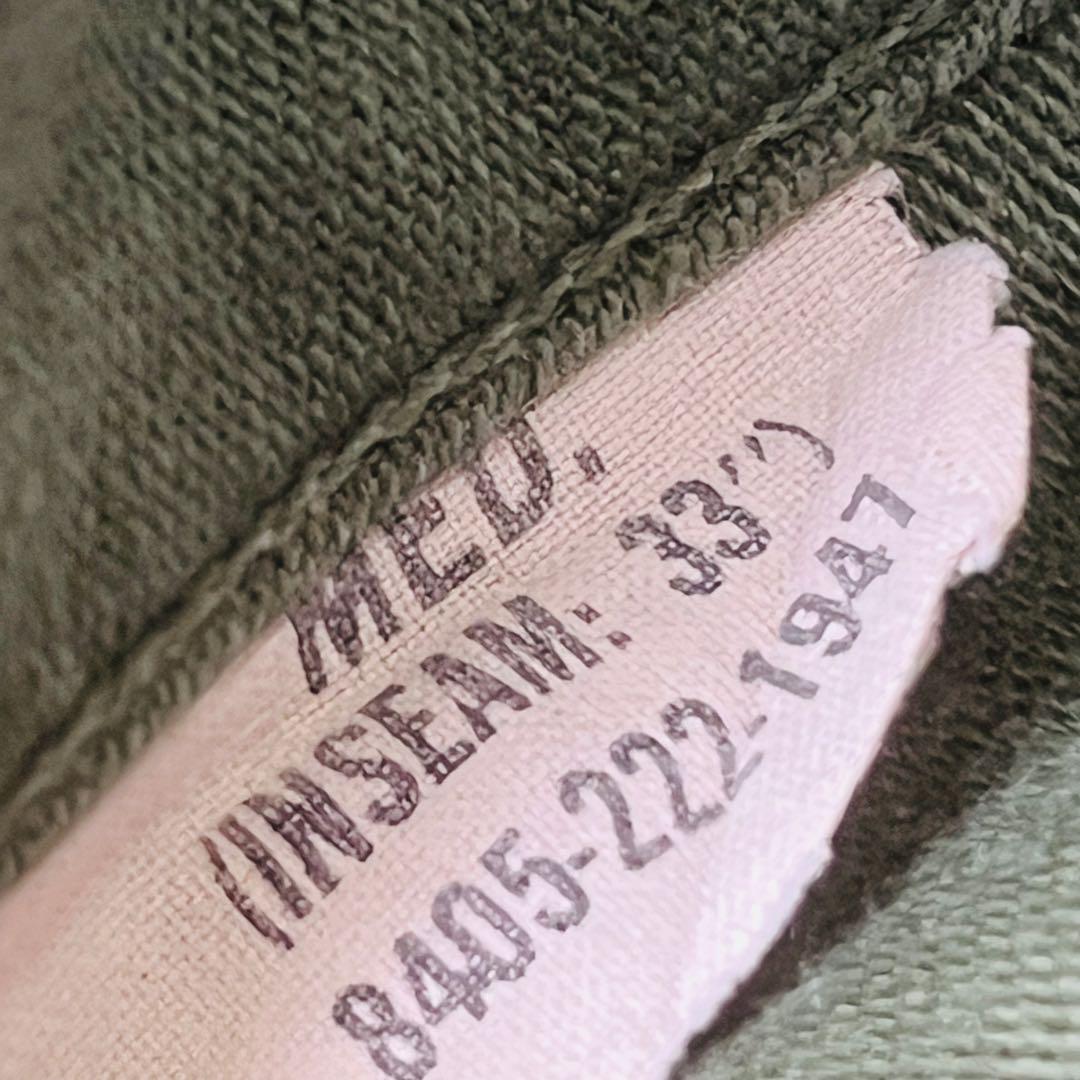 MED.
(INSEAM: 33")
8405-222-1947